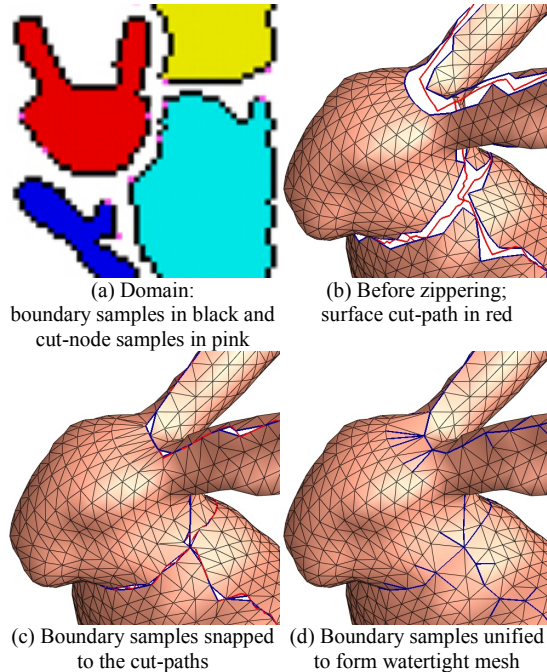 (a) Domain:
boundary samples in black and
cut-node samples in pink
(b) Before zippering;
surface cut-path in red
(c) Boundary samples snapped
to the cut-paths
(d) Boundary samples unified
to form watertight mesh